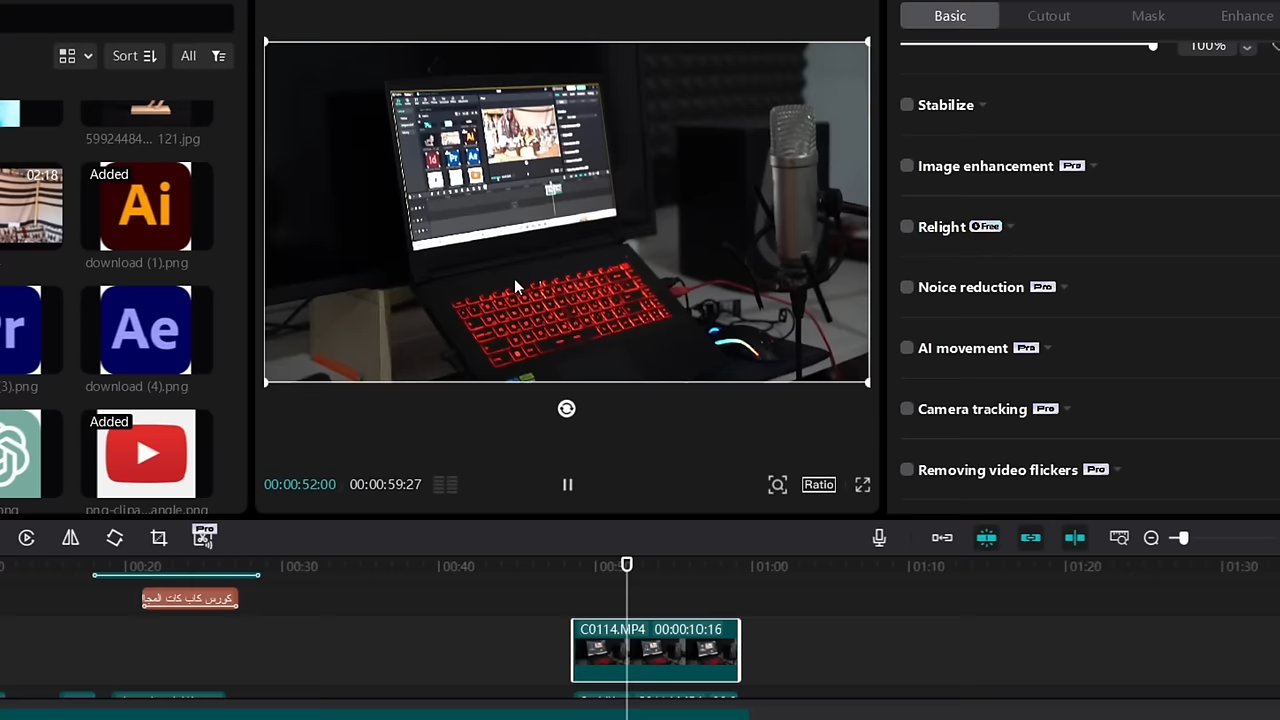 Basic
Cutout
Mask
Enhance
Sort
All
100%
59924484... 121.jpg
Stabilize
02:18
Added
Ai
Image enhancement
Pro
download (1).png
Relight
Free
Noice reduction
Pro
Pr
Ae
AI movement
Pro
(3).png
download (4).png
Camera tracking
Pro
Added
Removing video flickers
Pro
00:00:52:00
00:00:59:27
Ratio
png-clipa...angle.png
Pro
00:20
00:30
00:40
01:00
01:10
01:20
01:30
كورس كاب كات المجا
C0114.MP4
00:00:10:16